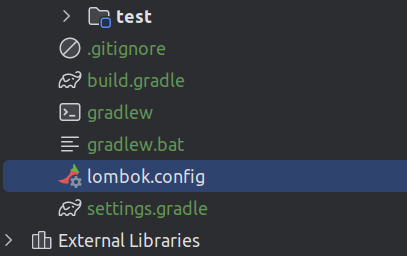 test
.gitignore
build.gradle
gradlew
gradlew.bat
lombok.config
settings.gradle
External Libraries